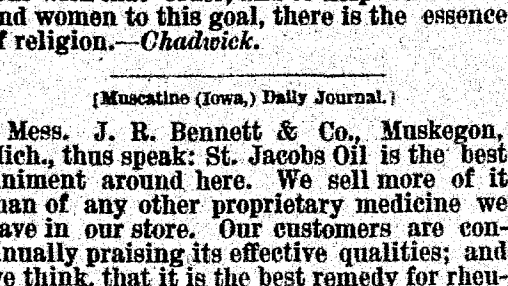 nd women to this goal, there is the essence
f religion.—Chadwick.
[Muscatine (Iowa,) Daily Journal.]
Mess. J. R. Bennett & Co., Muskegon,
lich., thus speak: St. Jacobs Oil is the best
niment around here. We sell more of it
han of any other proprietary medicine we
ave in our store. Our customers are con-
inually praising its effective qualities; and
e think, that it is the best remedy for rheu-